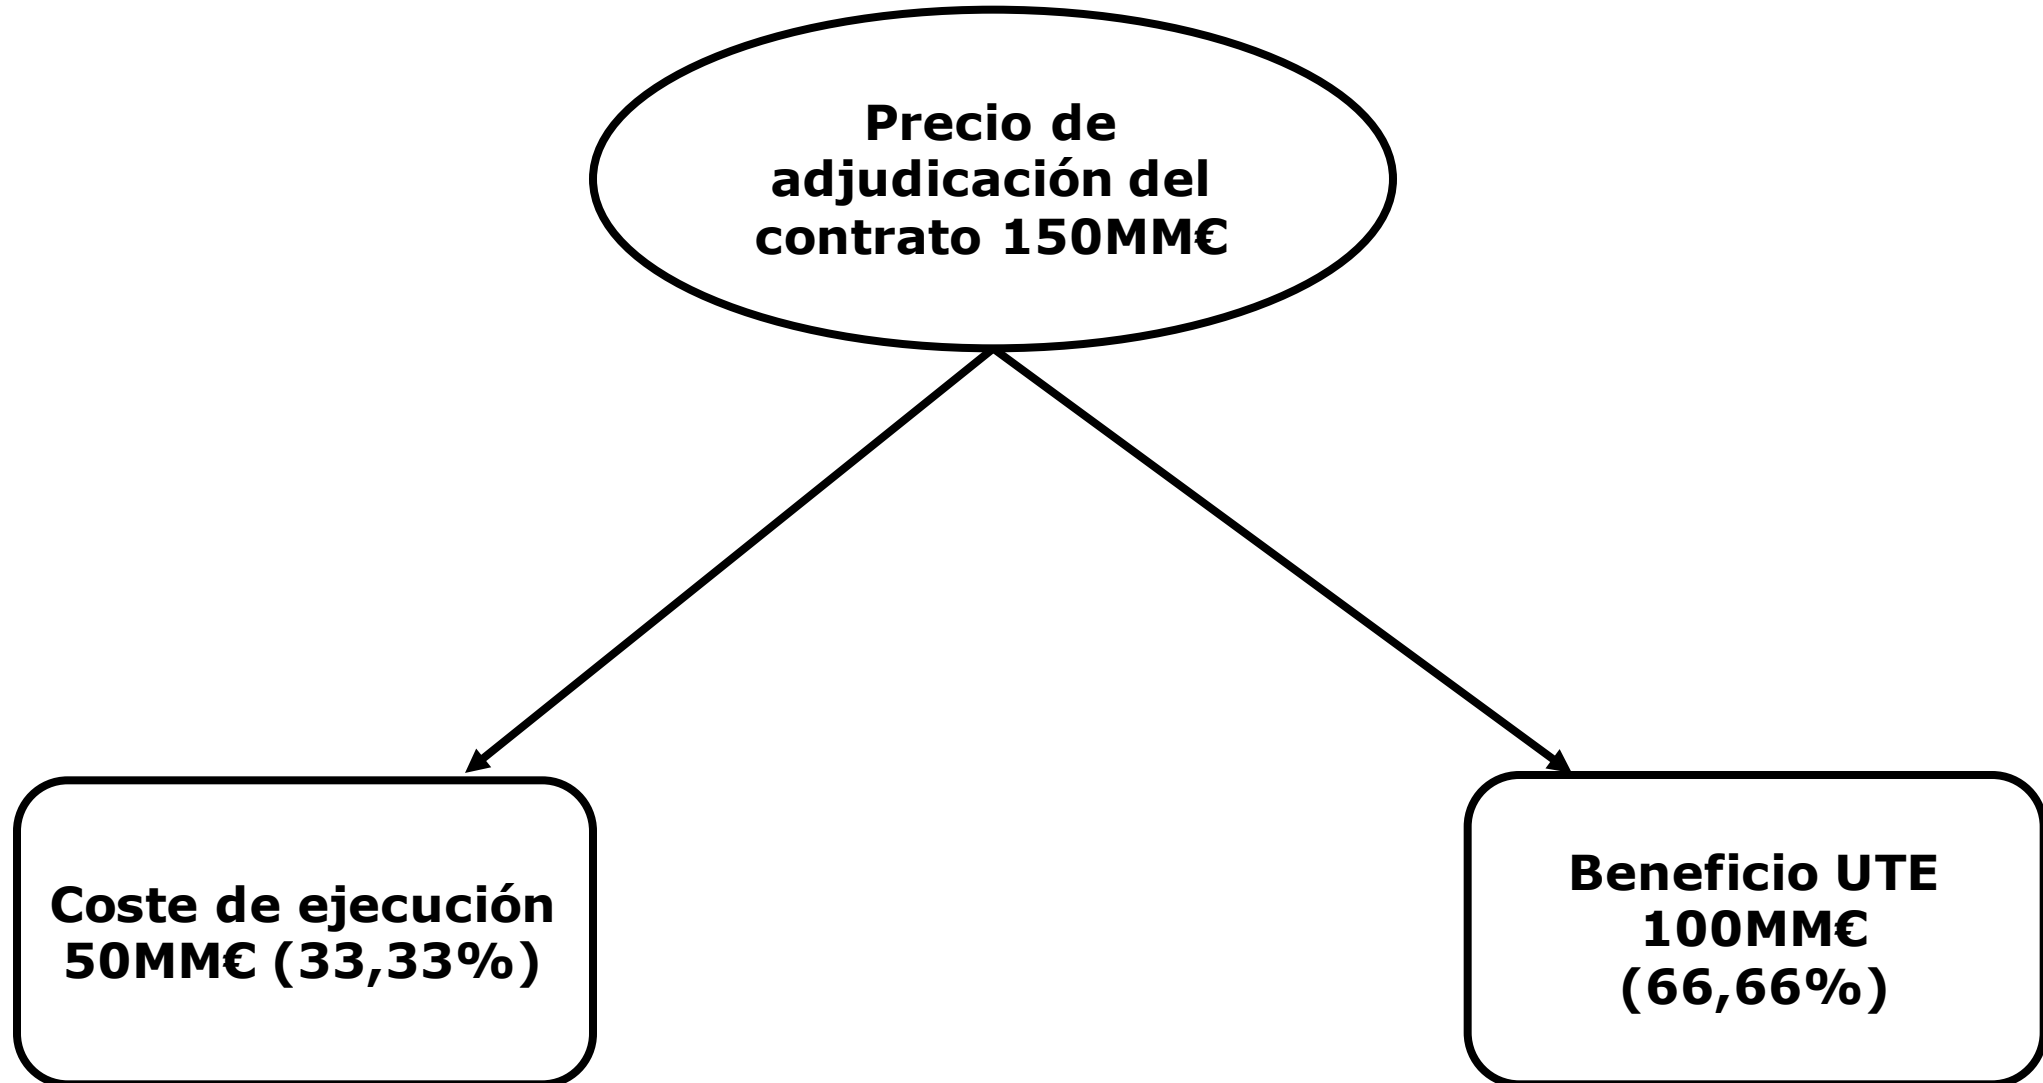 Precio de
adjudicación del
contrato 150MM€
Coste de ejecución
50MM€ (33,33%)
Beneficio UTE
100MM€
(66,66%)